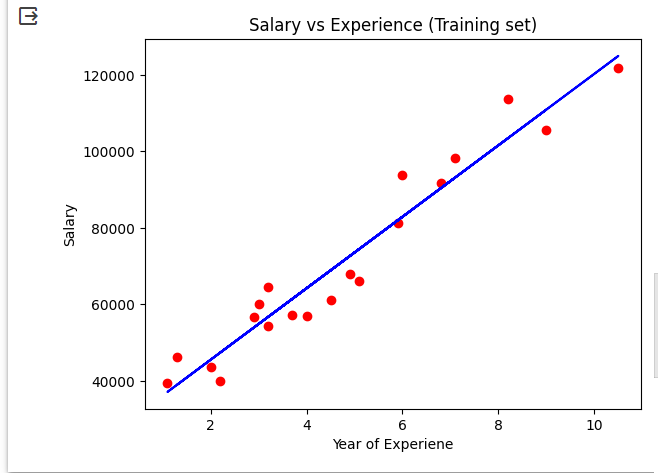 Salary vs Experience (Training set)
120000
100000
80000
60000
40000
Salary
2 4 6 8 10
Year of Experiene